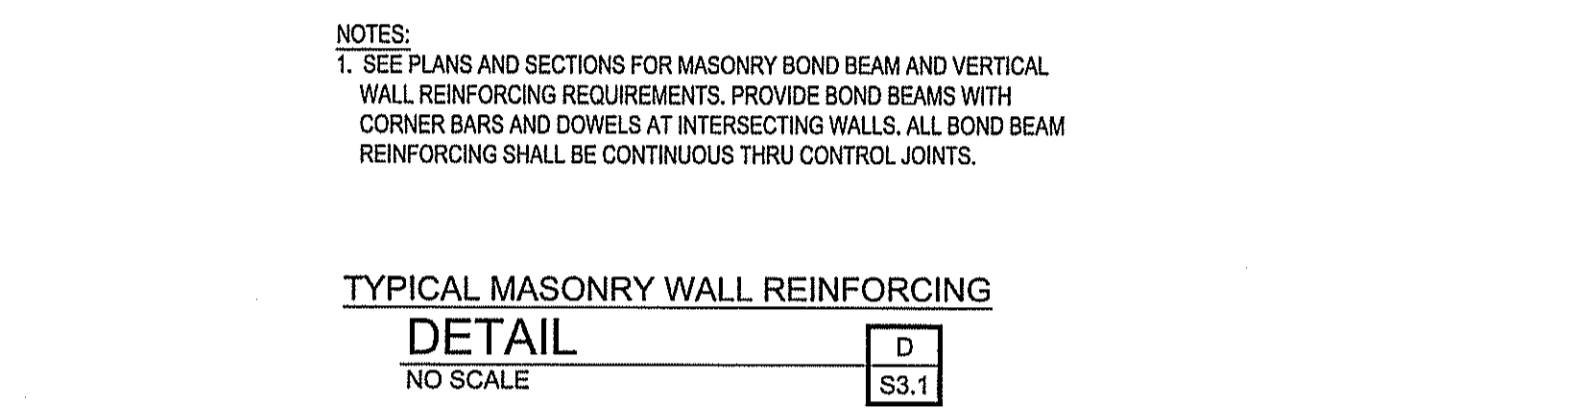 NOTES:
1. SEE PLANS AND SECTIONS FOR MASONRY BOND BEAM AND VERTICAL
WALL REINFORCING REQUIREMENTS. PROVIDE BOND BEAMS WITH
CORNER BARS AND DOWELS AT INTERSECTING WALLS. ALL BOND BEAM
REINFORCING SHALL BE CONTINUOUS THRU CONTROL JOINTS.
TYPICAL MASONRY WALL REINFORCING
DETAIL
D
NO SCALE
S3.1